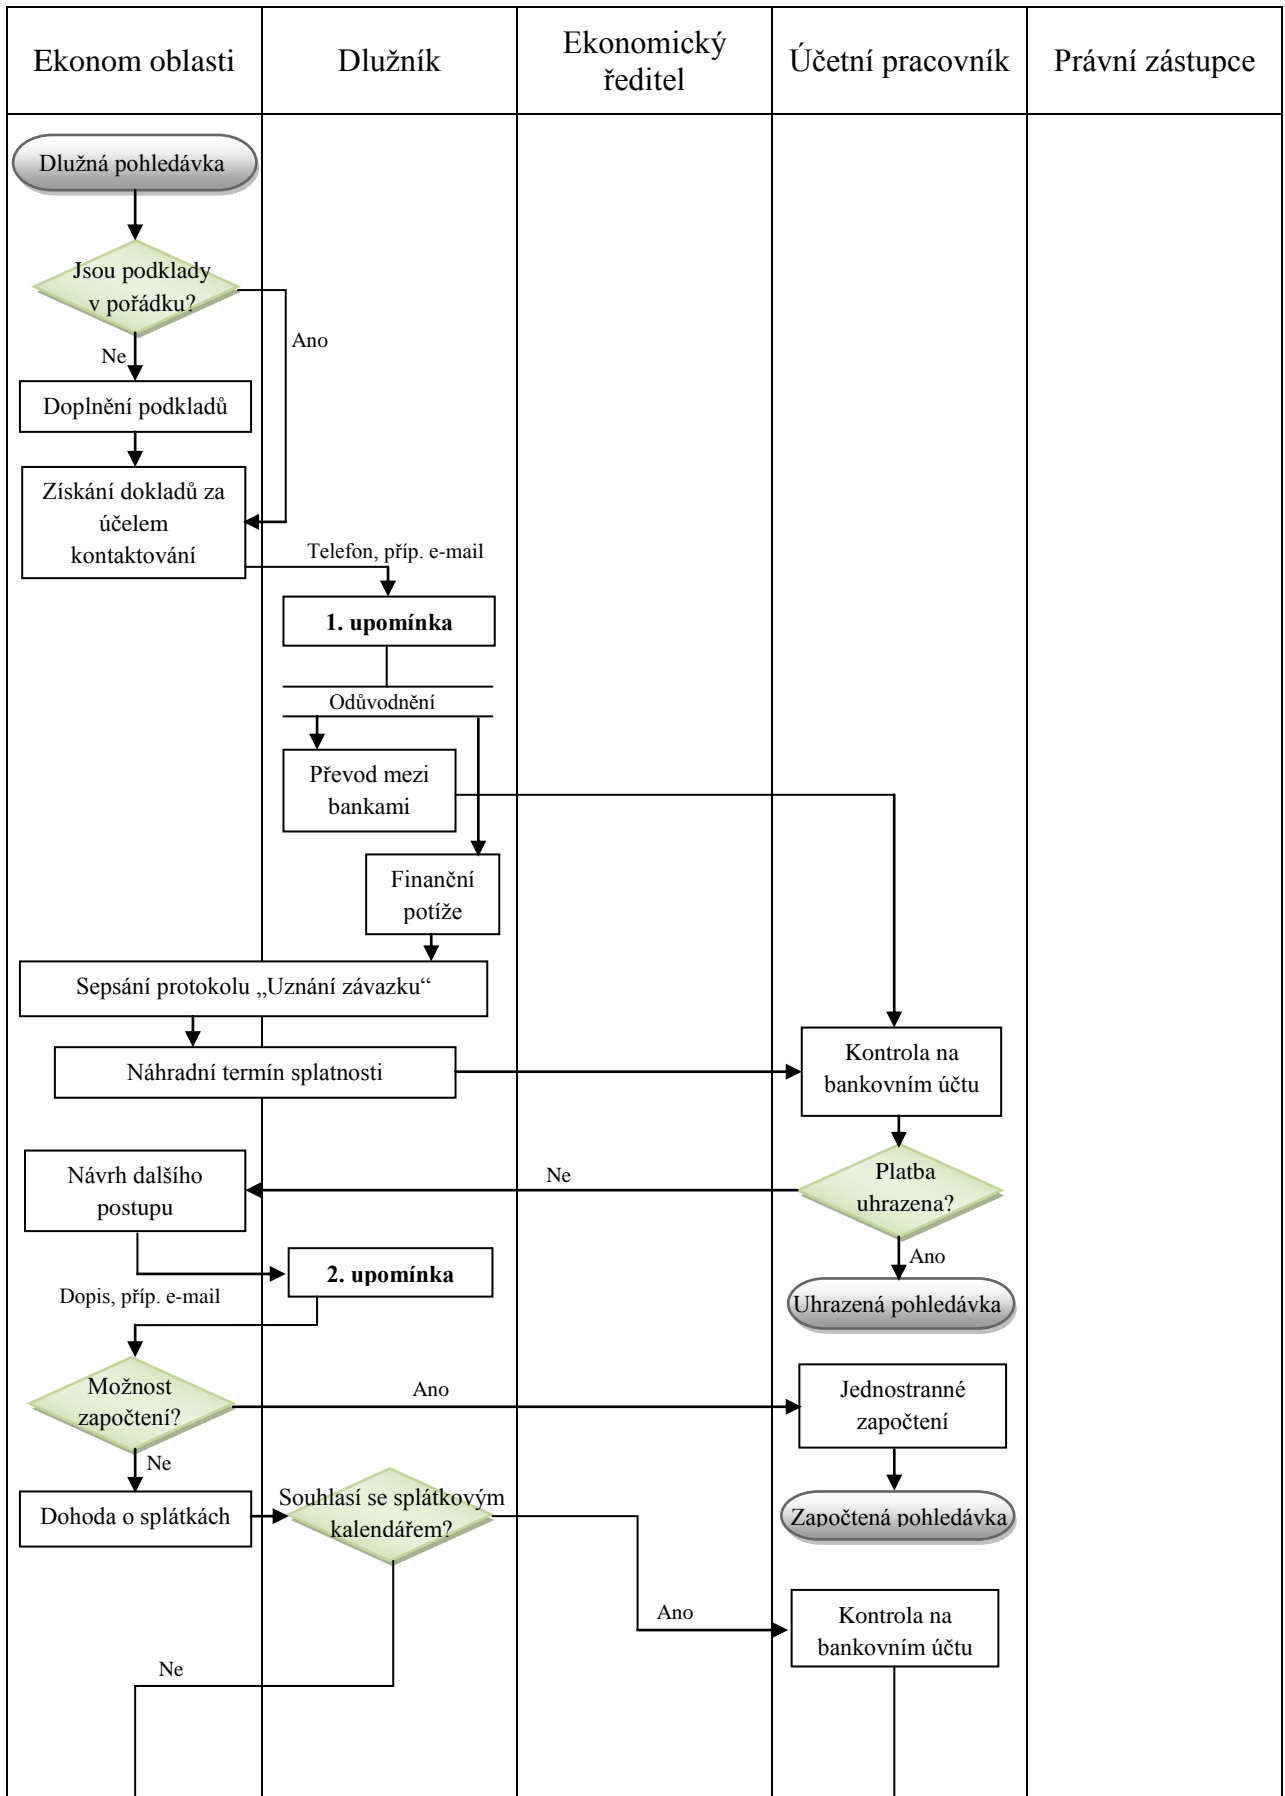 Ekonom oblasti
Dlužník
Ekonomický
ředitel
Účetní pracovník
Právní zástupce
Dlužná pohledávka
Jsou podklady
v pořádku?
Ano
Ne
Doplnění podkladů
Získání dokladů za
účelem
kontaktování
Telefon, příp. e-mail
1. upomínka
Odůvodnění
Převod mezi
bankami
Finanční
potíže
Sepsání protokolu „Uznání závazku“
Náhradní termín splatnosti
Kontrola na
bankovním účtu
Platba
uhrazena?
Ne
Návrh dalšího
postupu
Ano
2. upomínka
Dopis, příp. e-mail
Uhrazená pohledávka
Možnost
započtení?
Ano
Jednostranné
započtení
Ne
Dohoda o splátkách
Souhlasí se splátkovým
kalendářem?
Započtená pohledávka
Ano
Kontrola na
bankovním účtu
Ne